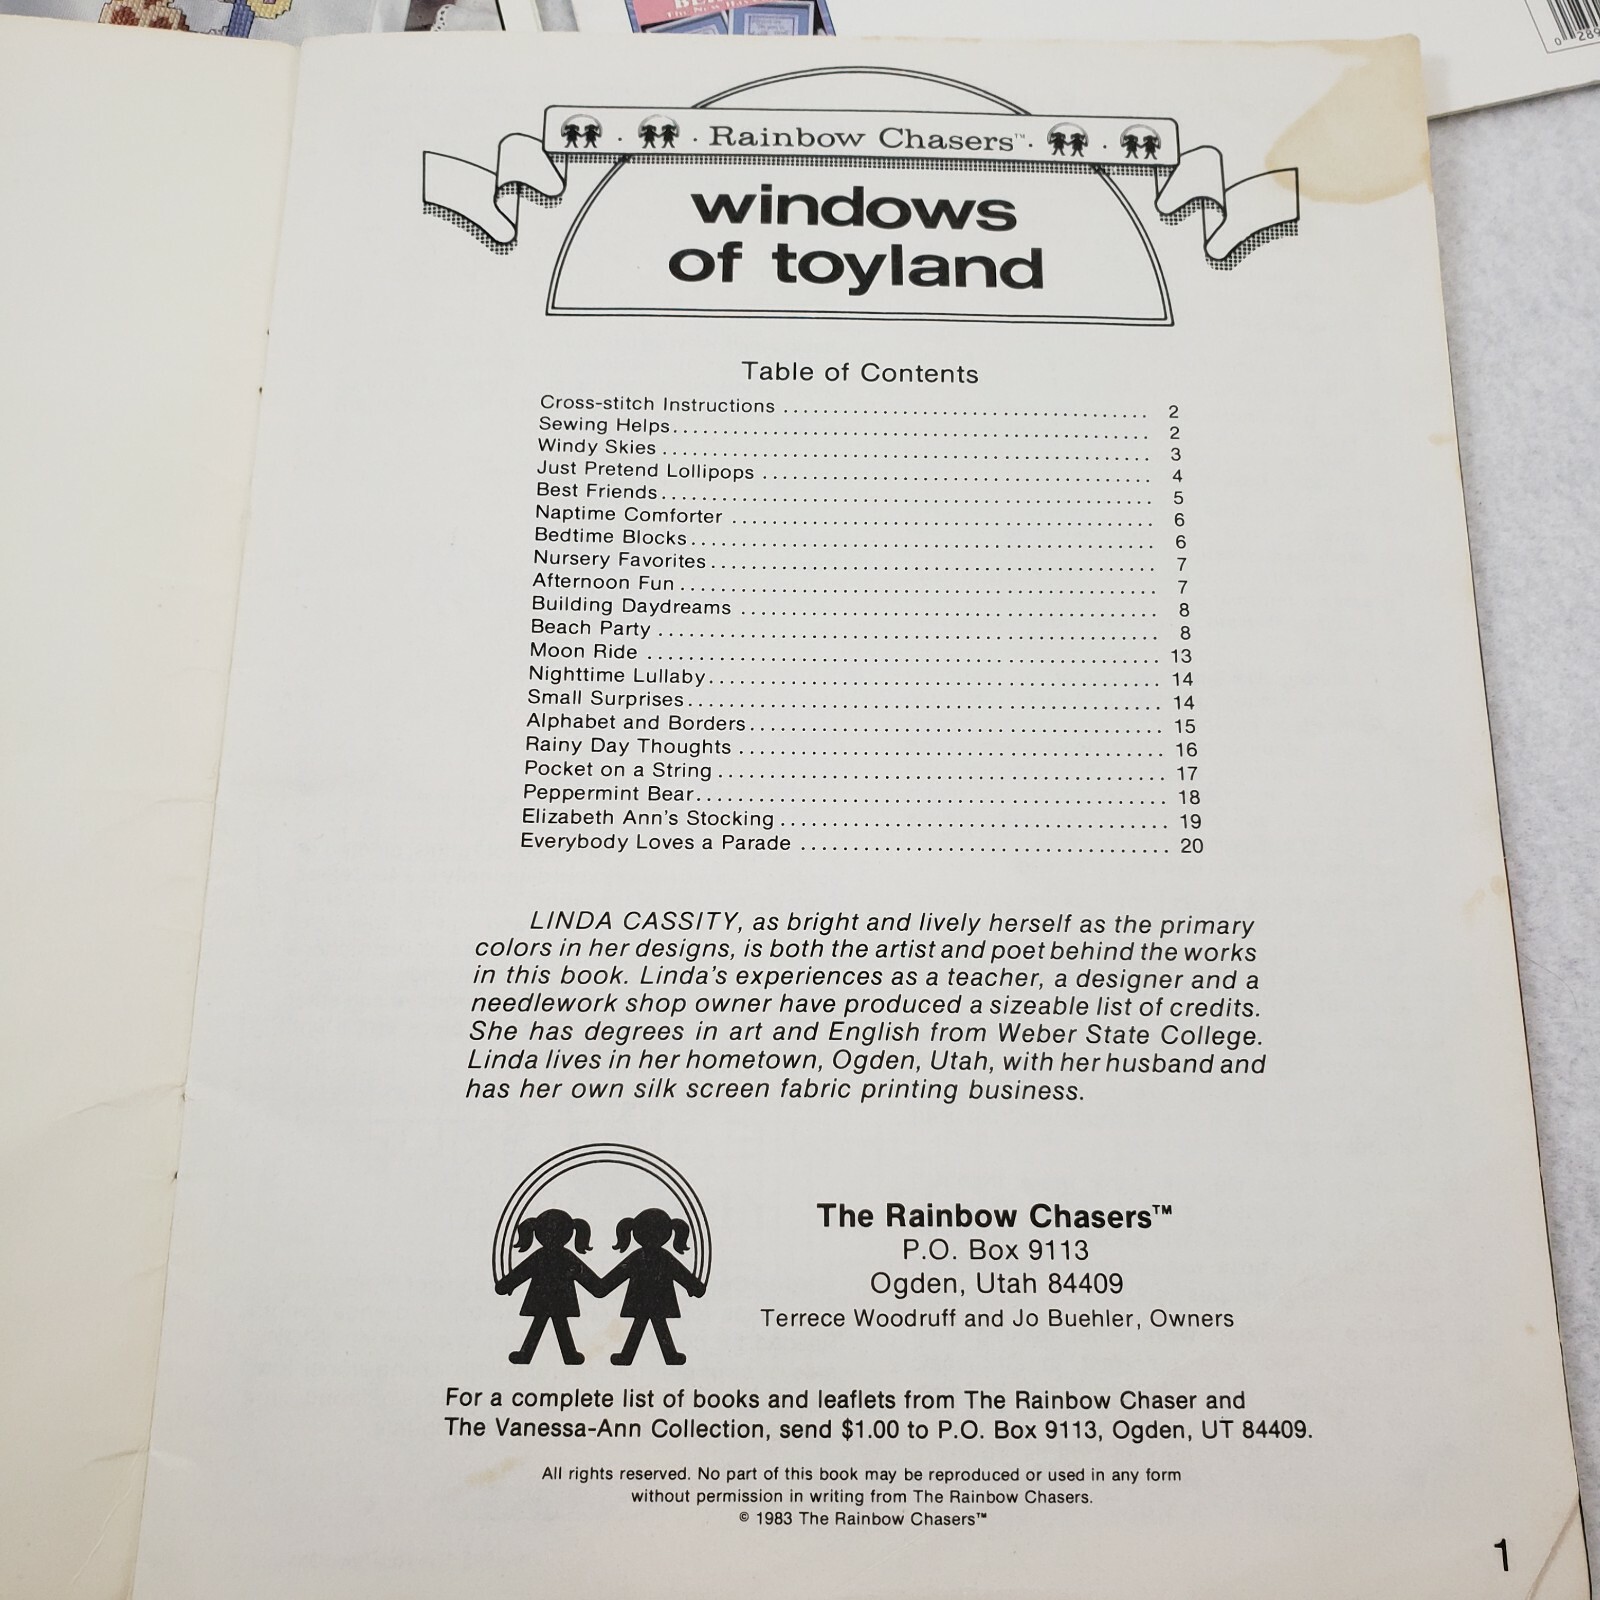 · Rainbow Chasers™ ·
windows
of toyland
Table of Contents
Cross-stitch Instructions .................................... 2
Sewing Helps.............................................. 2
Windy Skies ............................................... 3
Just Pretend Lollipops ..................................... 4
Best Friends................................................ 5
Naptime Comforter ........................................ 6
Bedtime Blocks............................................. 6
Nursery Favorites........................................... 7
Afternoon Fun .............................................. 7
Building Daydreams ........................................ 8
Beach Party ................................................ 8
Moon Ride .................................................. 13
Nighttime Lullaby........................................... 14
Small Surprises.............................................. 14
Alphabet and Borders........................................ 15
Rainy Day Thoughts ......................................... 16
Pocket on a String ........................................... 17
Peppermint Bear.............................................. 18
Elizabeth Ann's Stocking ...................................... 19
Everybody Loves a Parade .................................... 20
LINDA CASSITY, as bright and lively herself as the primary
colors in her designs, is both the artist and poet behind the works
in this book. Linda's experiences as a teacher, a designer and a
needlework shop owner have produced a sizeable list of credits.
She has degrees in art and English from Weber State College.
Linda lives in her hometown, Ogden, Utah, with her husband and
has her own silk screen fabric printing business.
The Rainbow Chasers™
P.O. Box 9113
Ogden, Utah 84409
Terrece Woodruff and Jo Buehler, Owners
For a complete list of books and leaflets from The Rainbow Chaser and
The Vanessa-Ann Collection, send $1.00 to P.O. Box 9113, Ogden, UT 84409.
All rights reserved. No part of this book may be reproduced or used in any form
without permission in writing from The Rainbow Chasers.
© 1983 The Rainbow Chasers™
1